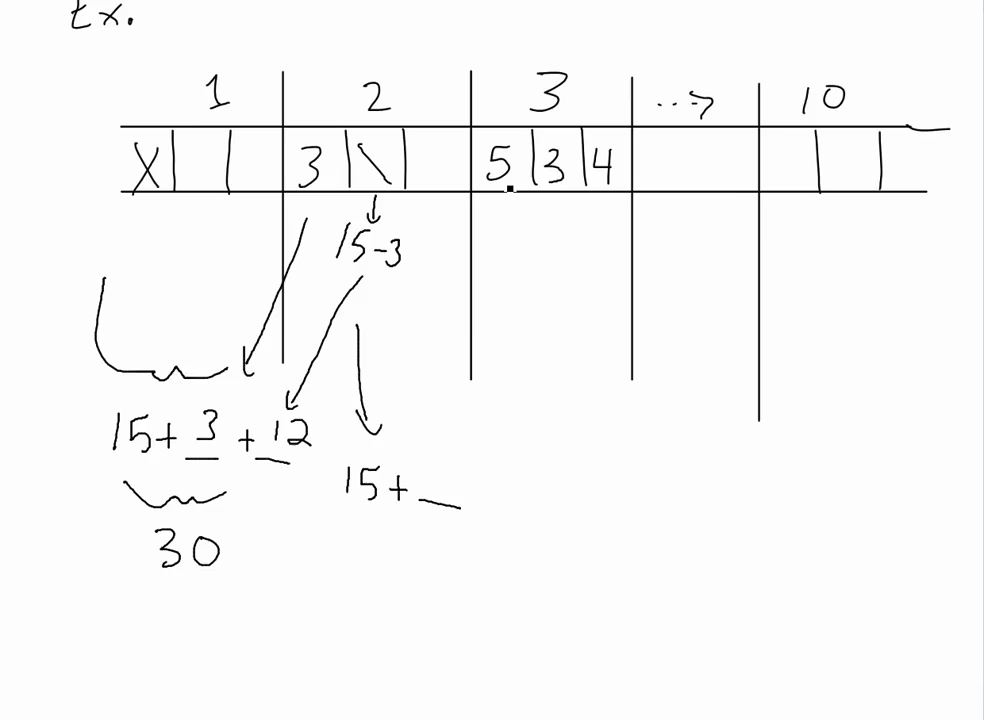 Ex.
1 2 3 ..→ 10
X 3 \ 5 3 4
15-3
15+ 3 + 12
15+ _
30